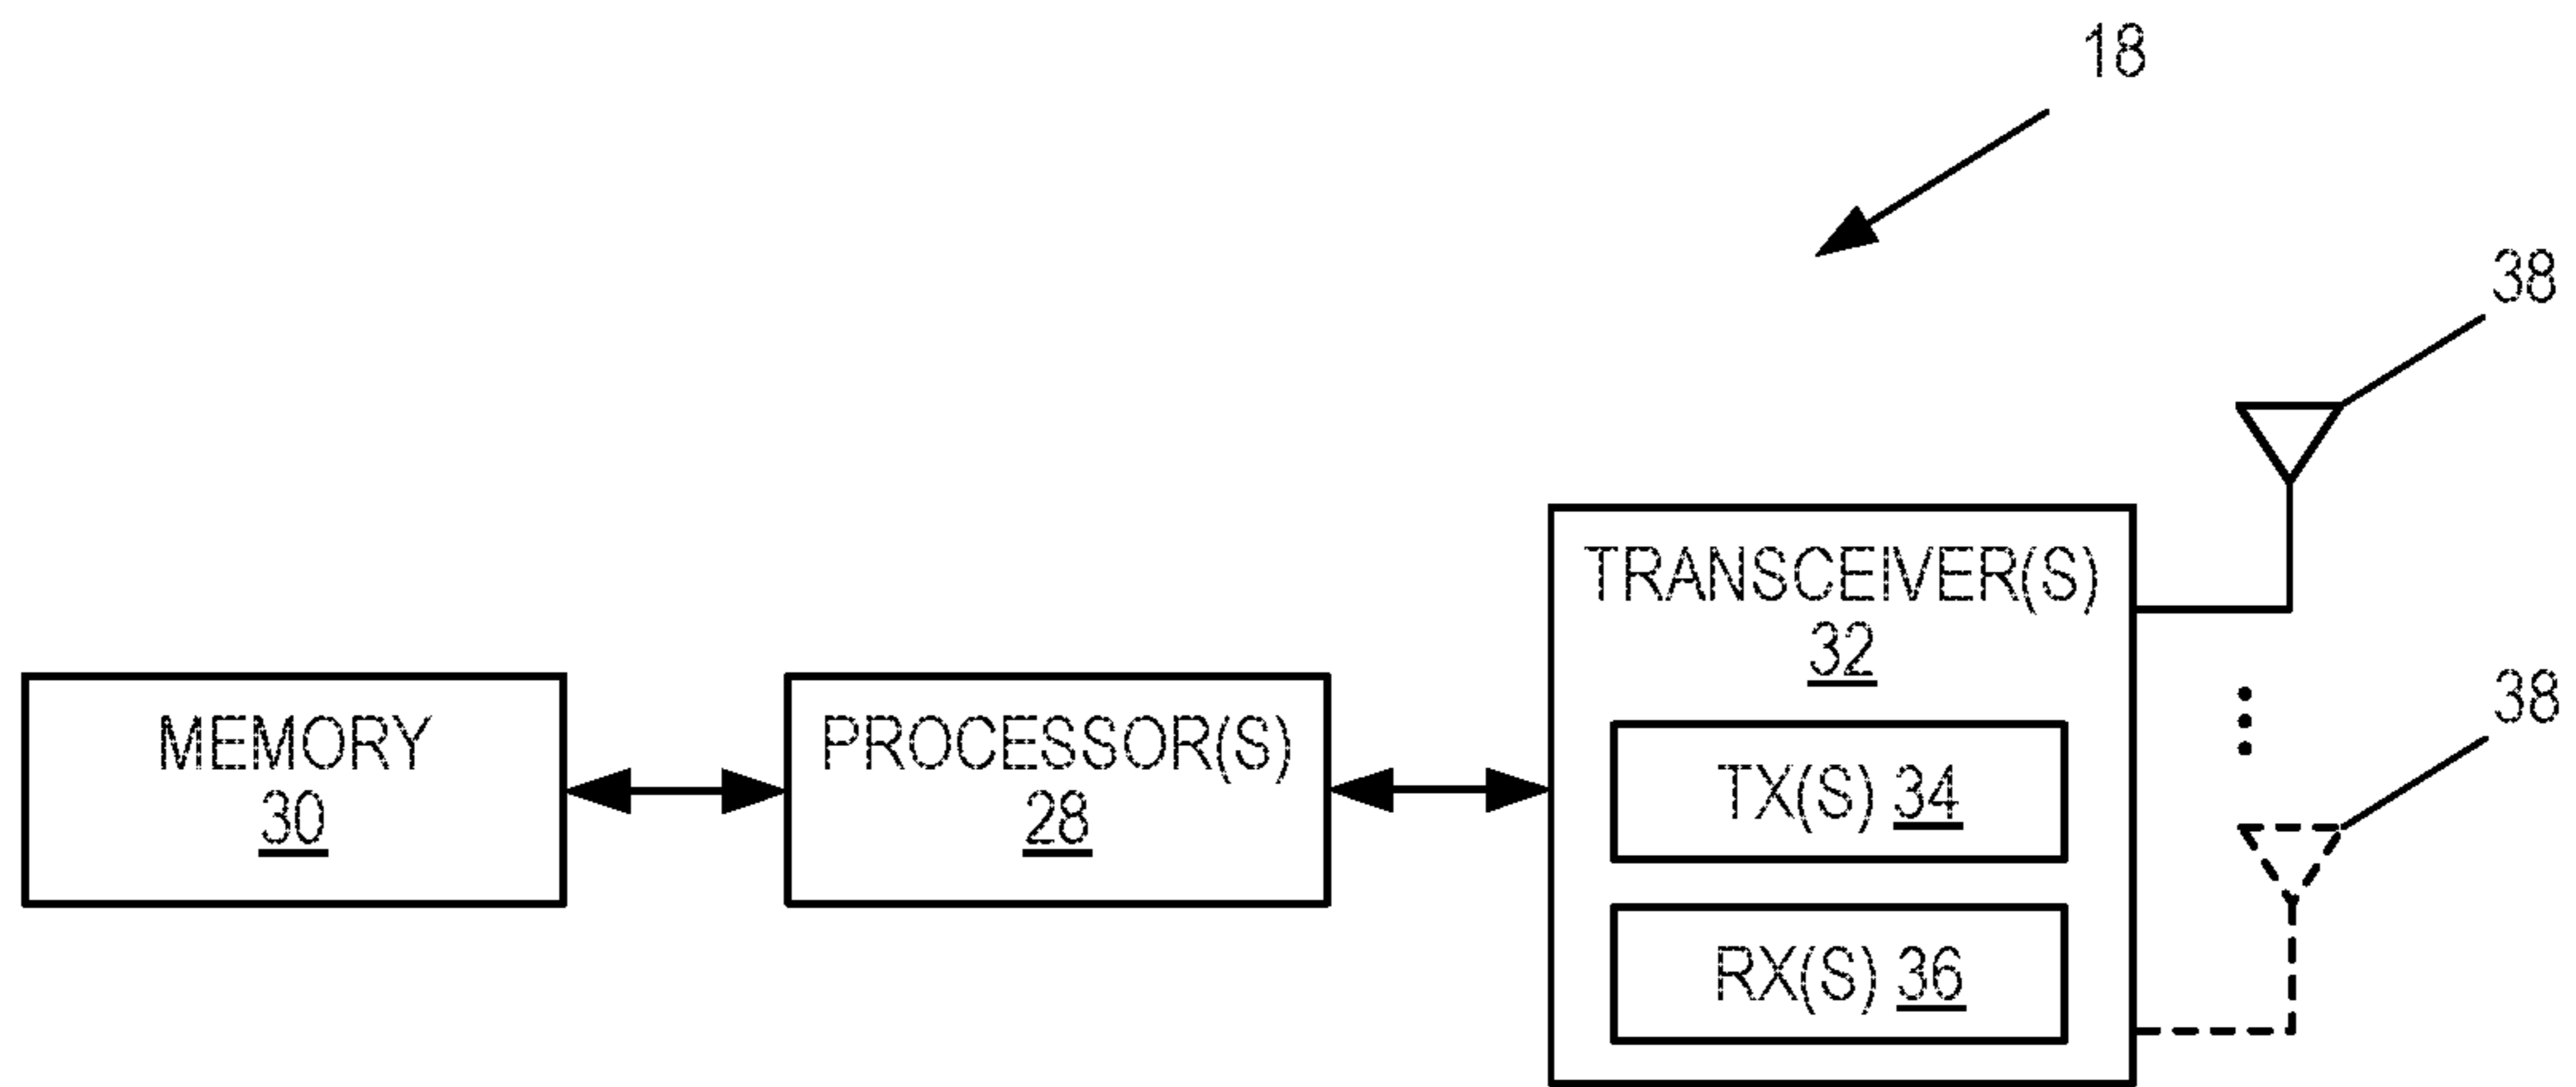 18
38
TRANSCEIVER(S)
32
MEMORY
30
PROCESSOR(S)
28
TX(S) 34
RX(S) 36
38